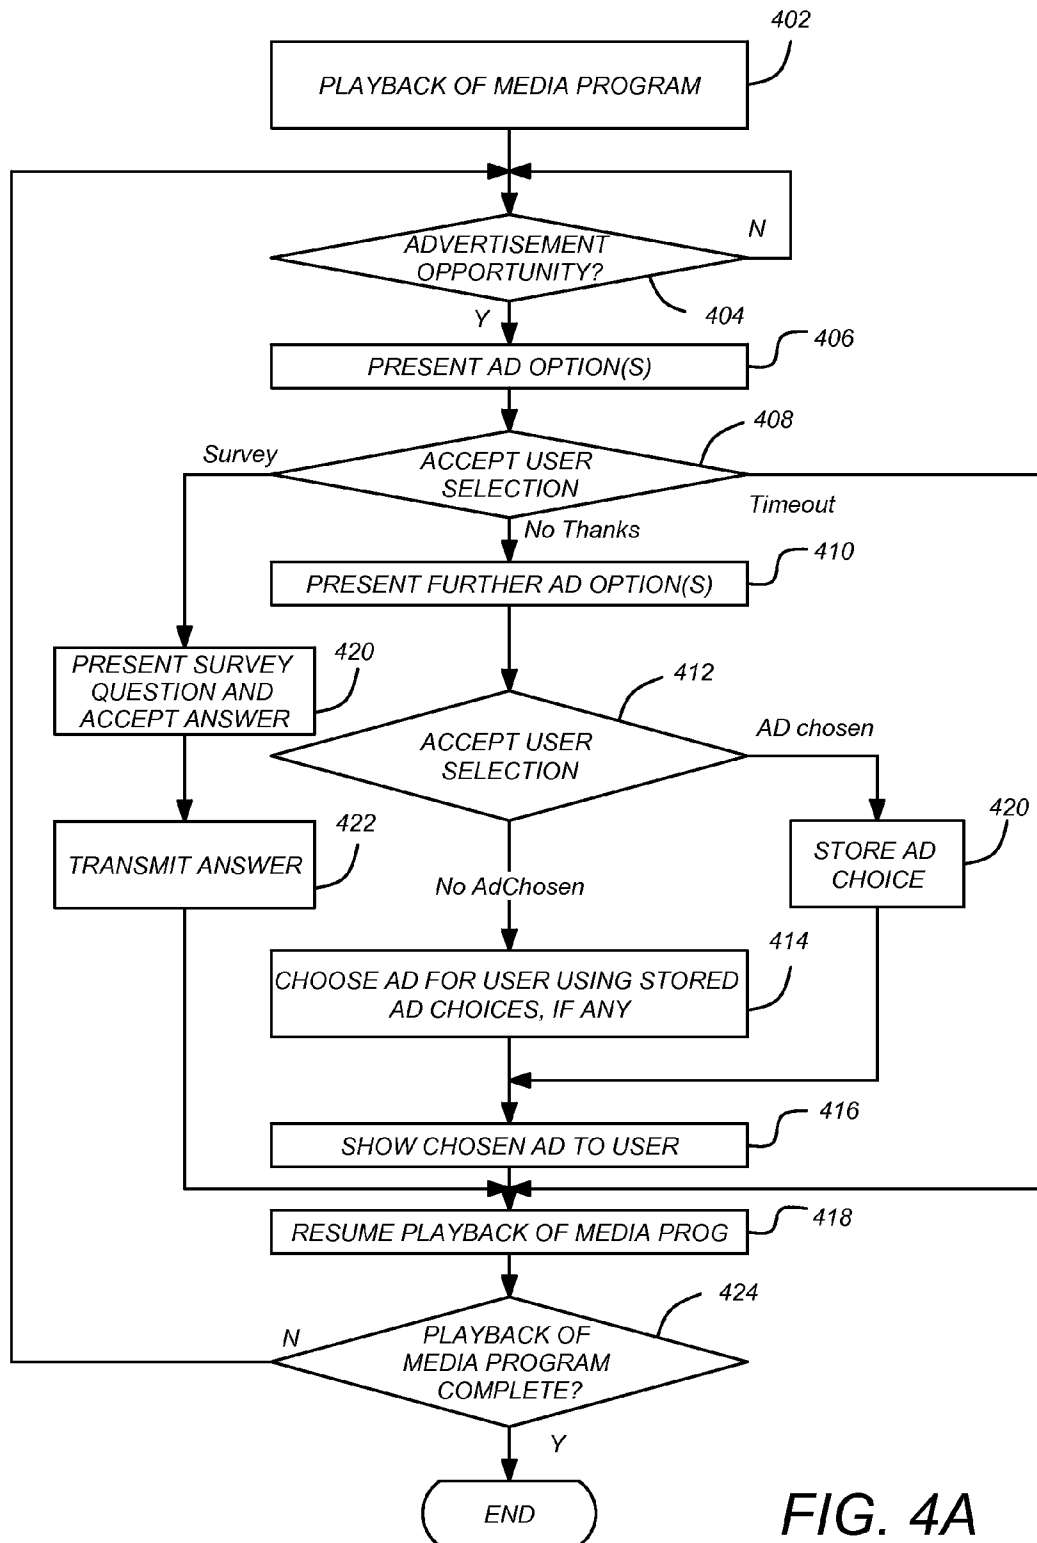 402
PLAYBACK OF MEDIA PROGRAM
ADVERTISEMENT
OPPORTUNITY?
N
404
Y
406
PRESENT AD OPTION(S)
408
Survey
ACCEPT USER
SELECTION
Timeout
No Thanks
410
PRESENT FURTHER AD OPTION(S)
PRESENT SURVEY
QUESTION AND
ACCEPT ANSWER
420
412
ACCEPT USER
SELECTION
AD chosen
422
TRANSMIT ANSWER
420
STORE AD
CHOICE
No AdChosen
414
CHOOSE AD FOR USER USING STORED
AD CHOICES, IF ANY
416
SHOW CHOSEN AD TO USER
418
RESUME PLAYBACK OF MEDIA PROG
424
N
PLAYBACK OF
MEDIA PROGRAM
COMPLETE?
Y
END
FIG. 4A